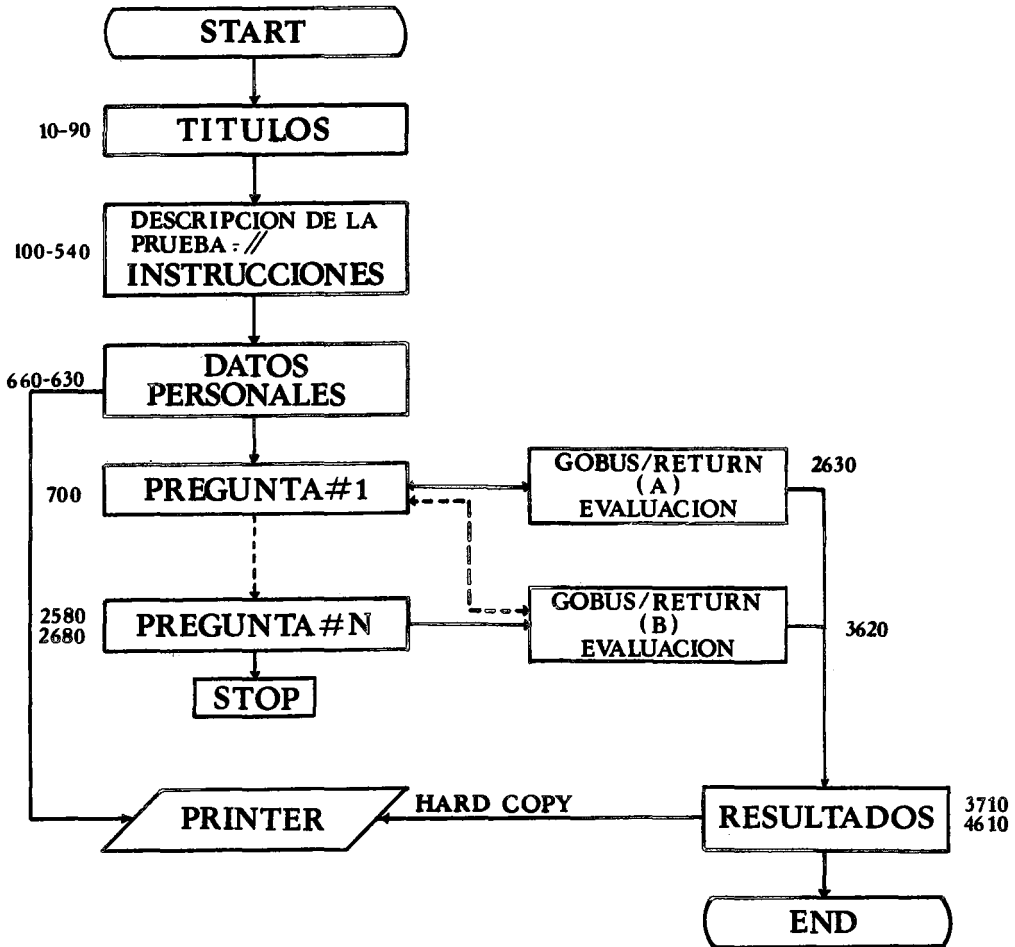 START
10-90
TITULOS
100-540
DESCRIPCION DE LA
PRUEBA = //
INSTRUCCIONES
660-630
DATOS
PERSONALES
700
PREGUNTA#1
GOBUS/RETURN
(A)
EVALUACION
2630
2580
2680
PREGUNTA#N
GOBUS/RETURN
(B)
EVALUACION
3620
STOP
PRINTER
HARD COPY
RESULTADOS
3710
4610
END